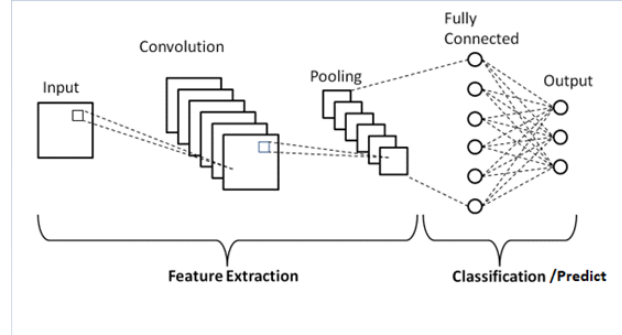 Input
Convolution
Pooling
Fully
Connected
Output
Feature Extraction
Classification /Predict